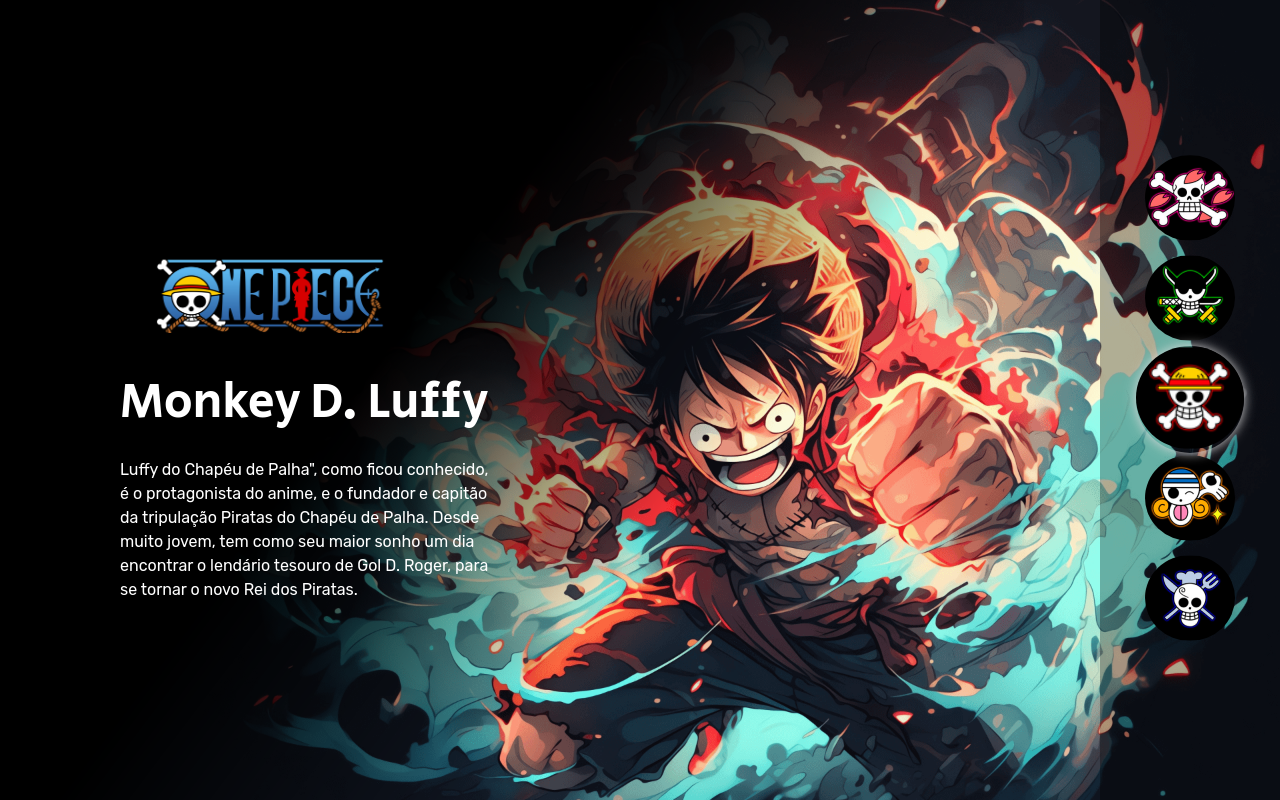 ONE PIECE
Monkey D. Luffy
Luffy do Chapéu de Palha", como ficou conhecido,
é o protagonista do anime, e o fundador e capitão
da tripulação Piratas do Chapéu de Palha. Desde
muito jovem, tem como seu maior sonho um dia
encontrar o lendário tesouro de Gol D. Roger, para
se tornar o novo Rei dos Piratas.